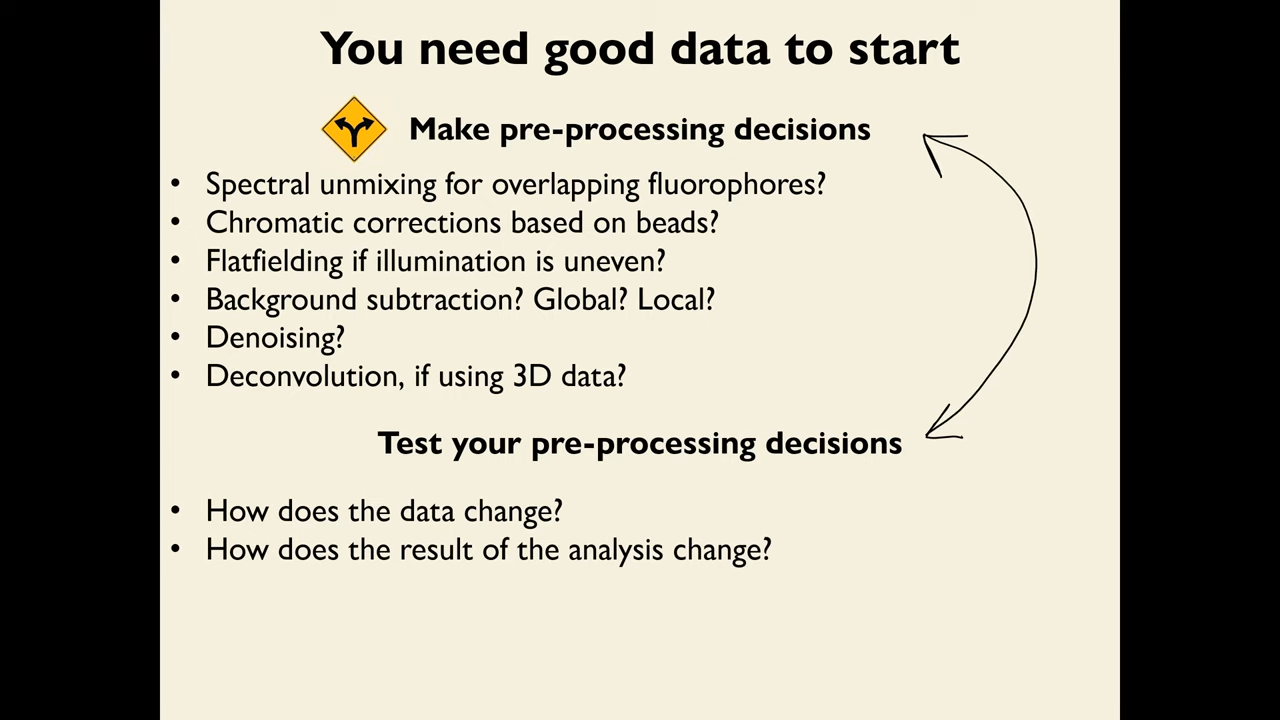 You need good data to start
Make pre-processing decisions
• Spectral unmixing for overlapping fluorophores?
• Chromatic corrections based on beads?
• Flatfielding if illumination is uneven?
• Background subtraction? Global? Local?
• Denoising?
• Deconvolution, if using 3D data?
Test your pre-processing decisions
• How does the data change?
• How does the result of the analysis change?